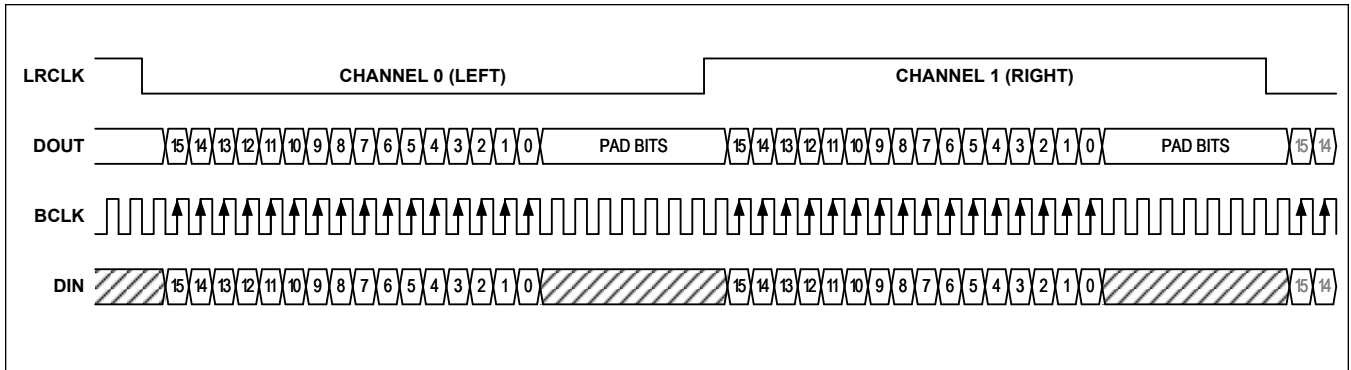 LRCLK CHANNEL 0 (LEFT) CHANNEL 1 (RIGHT)
DOUT 15 14 13 12 11 10 9 8 7 6 5 4 3 2 1 0 PAD BITS 15 14 13 12 11 10 9 8 7 6 5 4 3 2 1 0 PAD BITS 15 14
BCLK
DIN 15 14 13 12 11 10 9 8 7 6 5 4 3 2 1 0 15 14 13 12 11 10 9 8 7 6 5 4 3 2 1 0 15 14